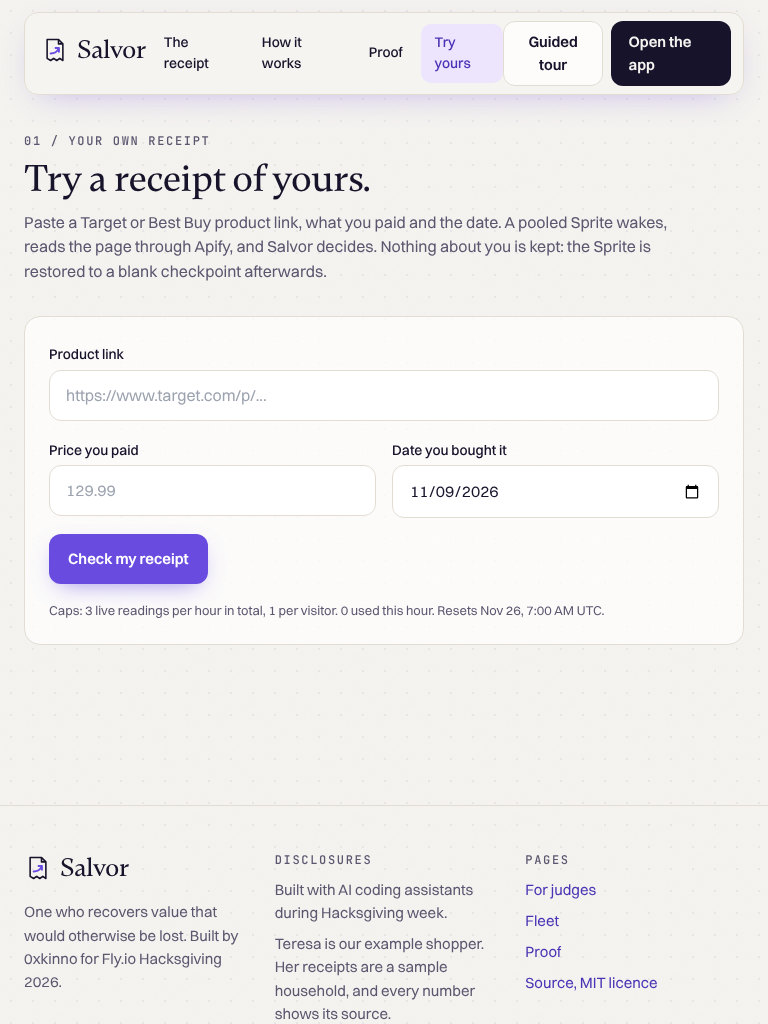 Salvor
The receipt
How it works
Proof
Try yours
Guided tour
Open the app
01 / YOUR OWN RECEIPT
Try a receipt of yours.
Paste a Target or Best Buy product link, what you paid and the date. A pooled Sprite wakes,
reads the page through Apify, and Salvor decides. Nothing about you is kept: the Sprite is
restored to a blank checkpoint afterwards.
Product link
https://www.target.com/p/...
Price you paid
Date you bought it
129.99
11/09/2026
Check my receipt
Caps: 3 live readings per hour in total, 1 per visitor. 0 used this hour. Resets Nov 26, 7:00 AM UTC.
Salvor
One who recovers value that
would otherwise be lost. Built by
0xkinno for Fly.io Hacksgiving
2026.
DISCLOSURES
Built with AI coding assistants
during Hacksgiving week.
Teresa is our example shopper.
Her receipts are a sample
household, and every number
shows its source.
PAGES
For judges
Fleet
Proof
Source, MIT licence